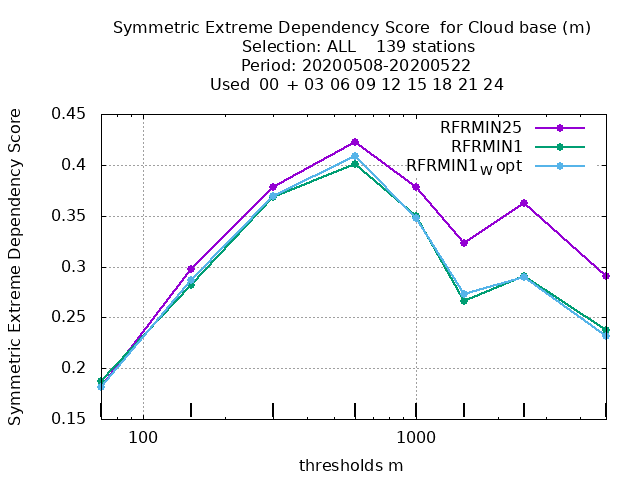 Symmetric Extreme Dependency Score  for Cloud base (m)
Selection: ALL    139 stations
Period: 20200508-20200522
Used  00 + 03 06 09 12 15 18 21 24
Symmetric Extreme Dependency Score
0.45
0.4
0.35
0.3
0.25
0.2
0.15
RFRMIN25
RFRMIN1
RFRMIN1_W opt
100
1000
thresholds m